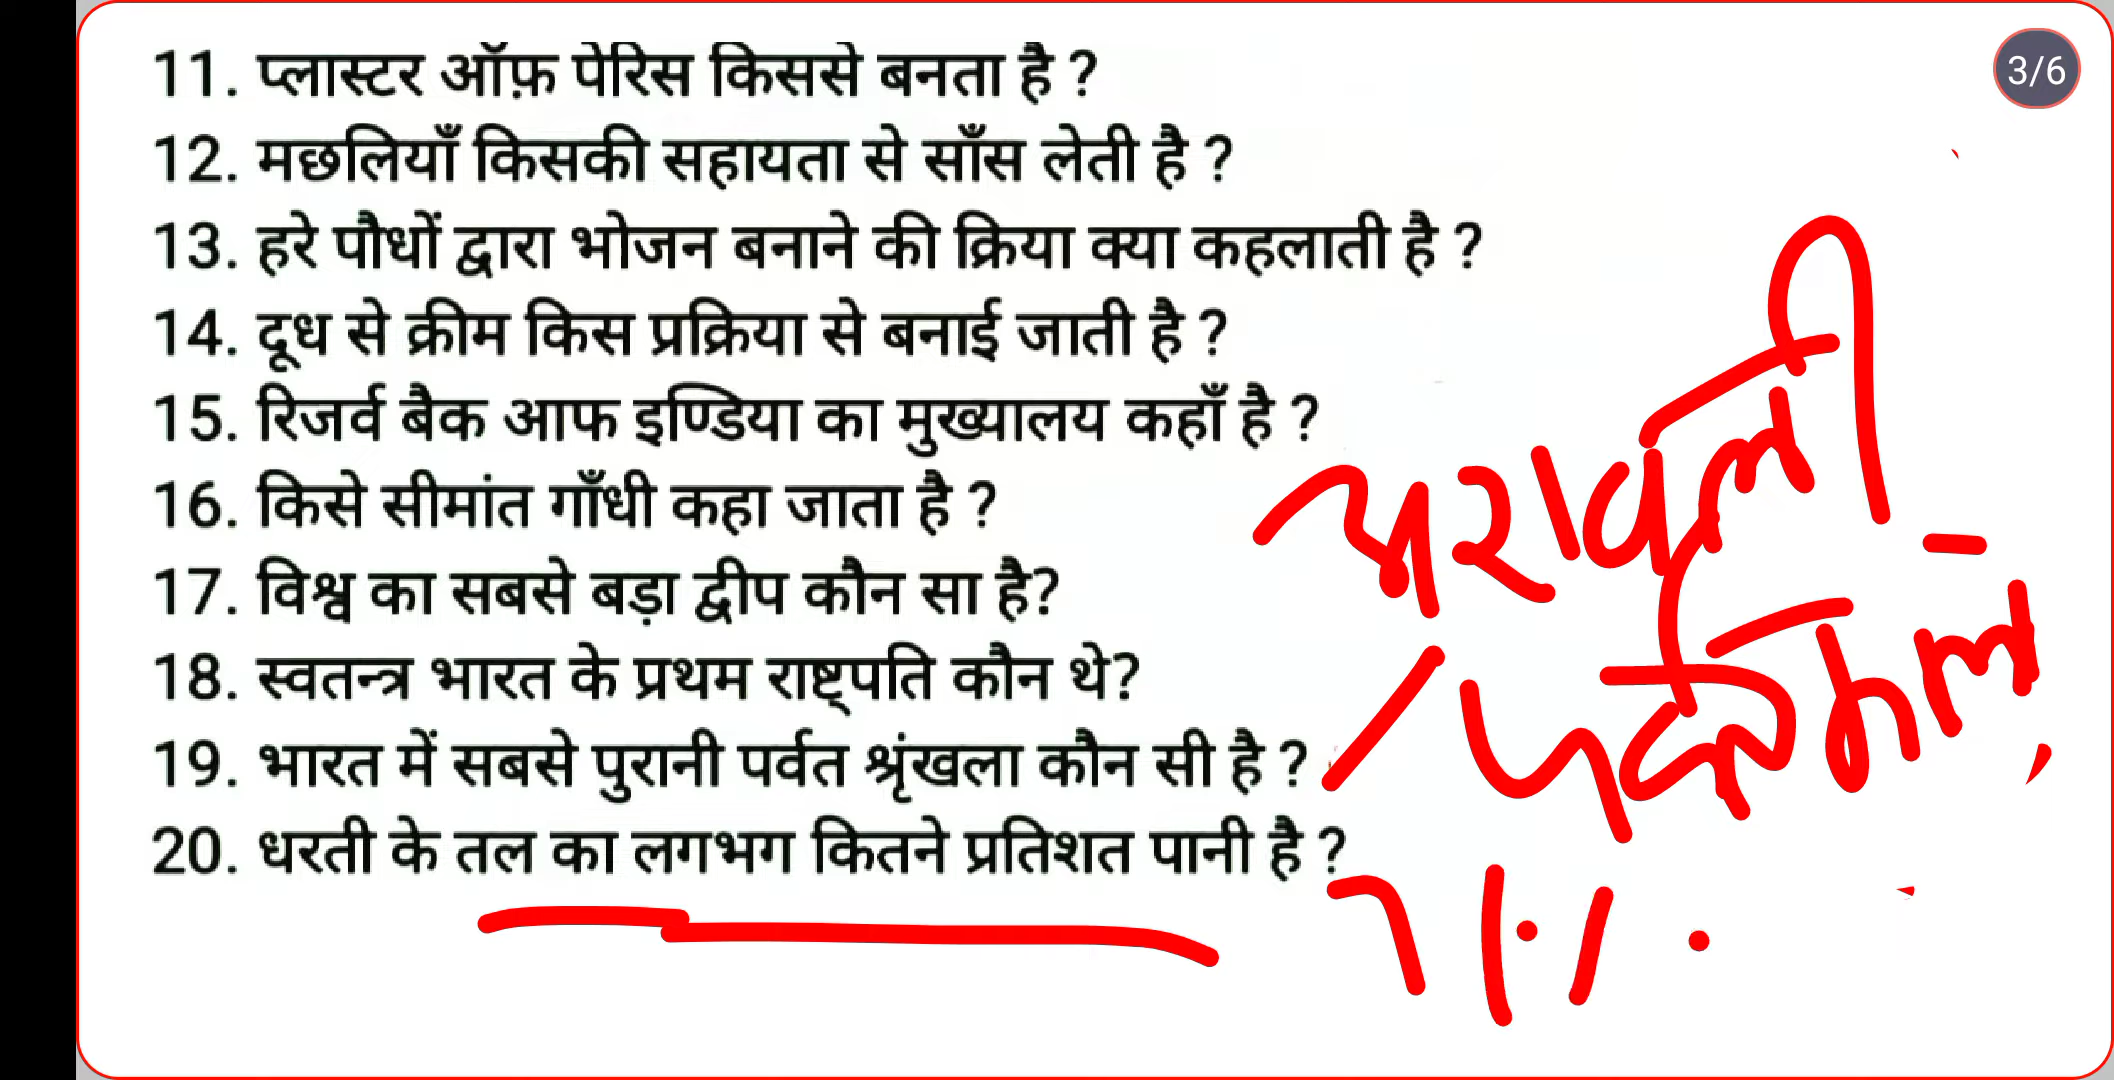 3/6
11. प्लास्टर ऑफ़ पेरिस किससे बनता है ?
12. मछलियाँ किसकी सहायता से साँस लेती है ?
13. हरे पौधों द्वारा भोजन बनाने की क्रिया क्या कहलाती है ?
14. दूध से क्रीम किस प्रक्रिया से बनाई जाती है ?
15. रिजर्व बैक आफ इण्डिया का मुख्यालय कहाँ है ?
16. किसे सीमांत गाँधी कहा जाता है ?
17. विश्व का सबसे बड़ा द्वीप कौन सा है?
18. स्वतन्त्र भारत के प्रथम राष्ट्पति कौन थे?
19. भारत में सबसे पुरानी पर्वत श्रृंखला कौन सी है ?
20. धरती के तल का लगभग कितने प्रतिशत पानी है ?
अरावली
71%